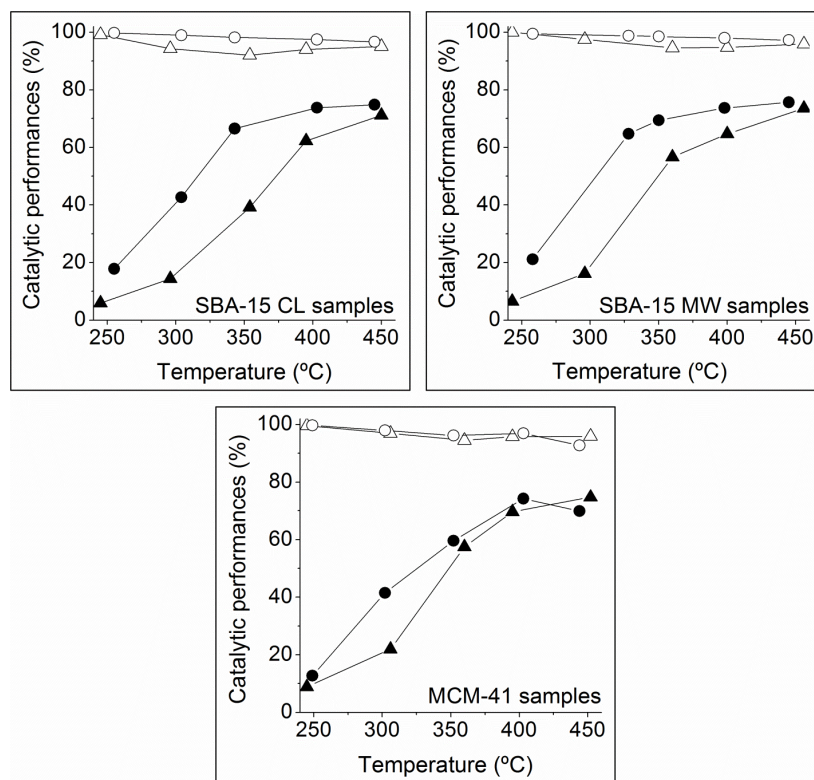 Catalytic performances (%)
100
80
60
40
20
0
SBA-15 CL samples
250 300 350 400 450
Temperature (ºC)
Catalytic performances (%)
100
80
60
40
20
0
SBA-15 MW samples
250 300 350 400 450
Temperature (ºC)
Catalytic performances (%)
100
80
60
40
20
0
MCM-41 samples
250 300 350 400 450
Temperature (ºC)